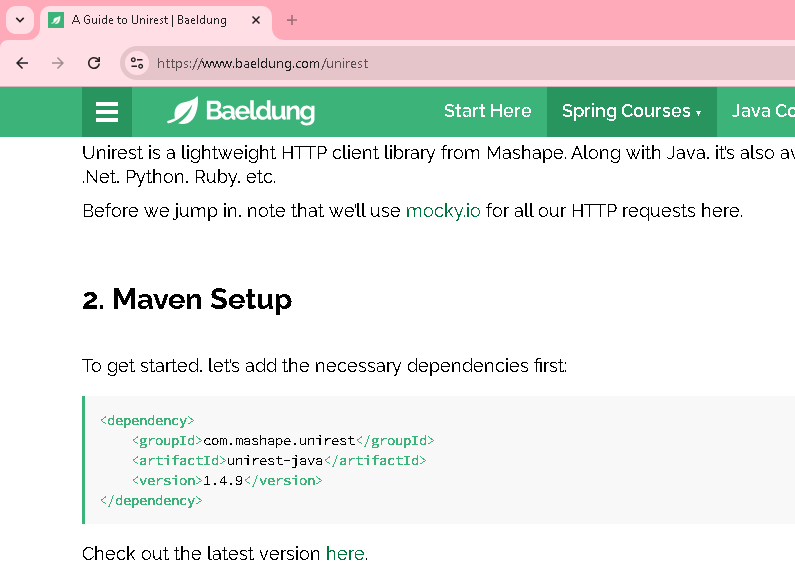 A Guide to Unirest | Baeldung
https://www.baeldung.com/unirest
Baeldung Start Here Spring Courses Java Co
Unirest is a lightweight HTTP client library from Mashape. Along with Java. it's also av
.Net. Python. Ruby. etc.
Before we jump in. note that we'll use mocky.io for all our HTTP requests here.
2. Maven Setup
To get started. let's add the necessary dependencies first:
<dependency>
<groupId>com.mashape.unirest</groupId>
<artifactId>unirest-java</artifactId>
<version>1.4.9</version>
</dependency>
Check out the latest version here.